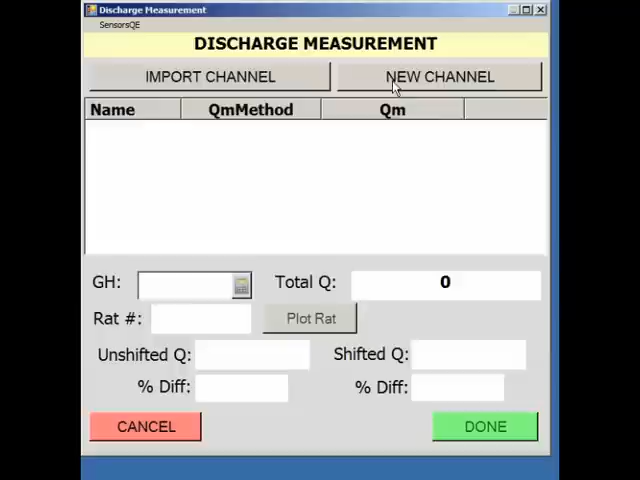 Discharge Measurement
SensorsQE
DISCHARGE MEASUREMENT
IMPORT CHANNEL NEW CHANNEL
Name QmMethod Qm
GH: Total Q: 0
Rat #: Plot Rat
Unshifted Q: Shifted Q:
% Diff: % Diff:
CANCEL DONE